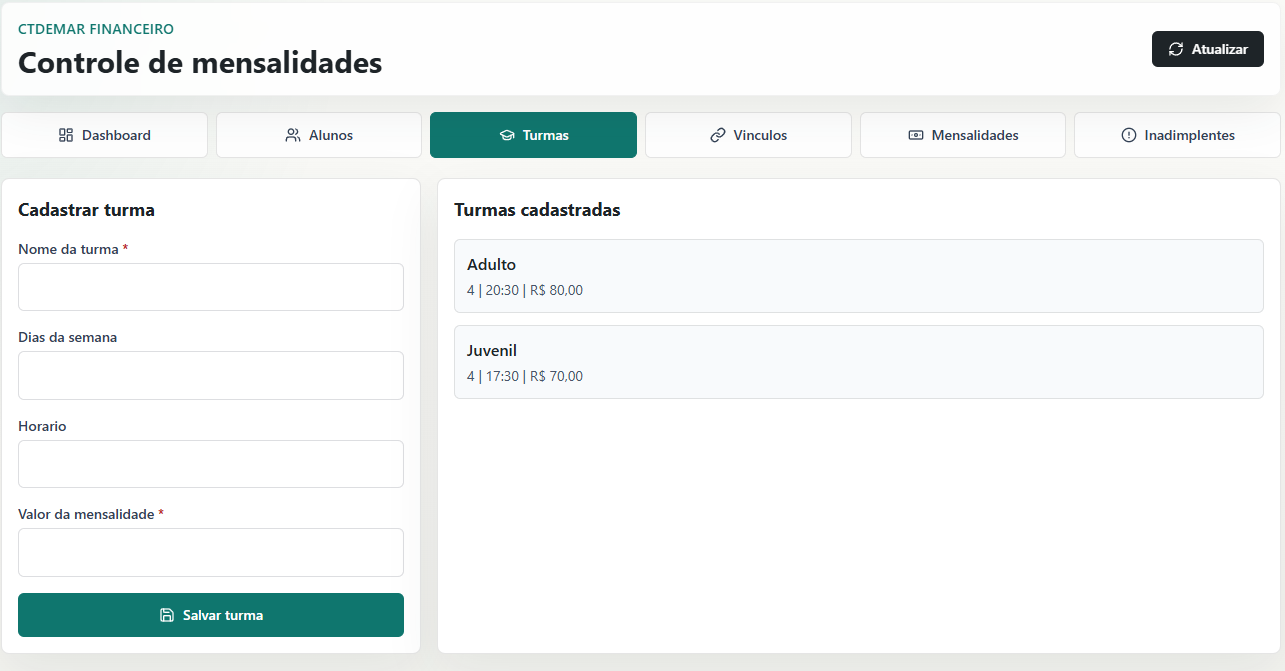 CTDEMAR FINANCEIRO
Controle de mensalidades
Atualizar
Dashboard
Alunos
Turmas
Vinculos
Mensalidades
Inadimplentes
Cadastrar turma
Nome da turma *
Dias da semana
Horario
Valor da mensalidade *
Salvar turma
Turmas cadastradas
Adulto
4 | 20:30 | R$ 80,00
Juvenil
4 | 17:30 | R$ 70,00